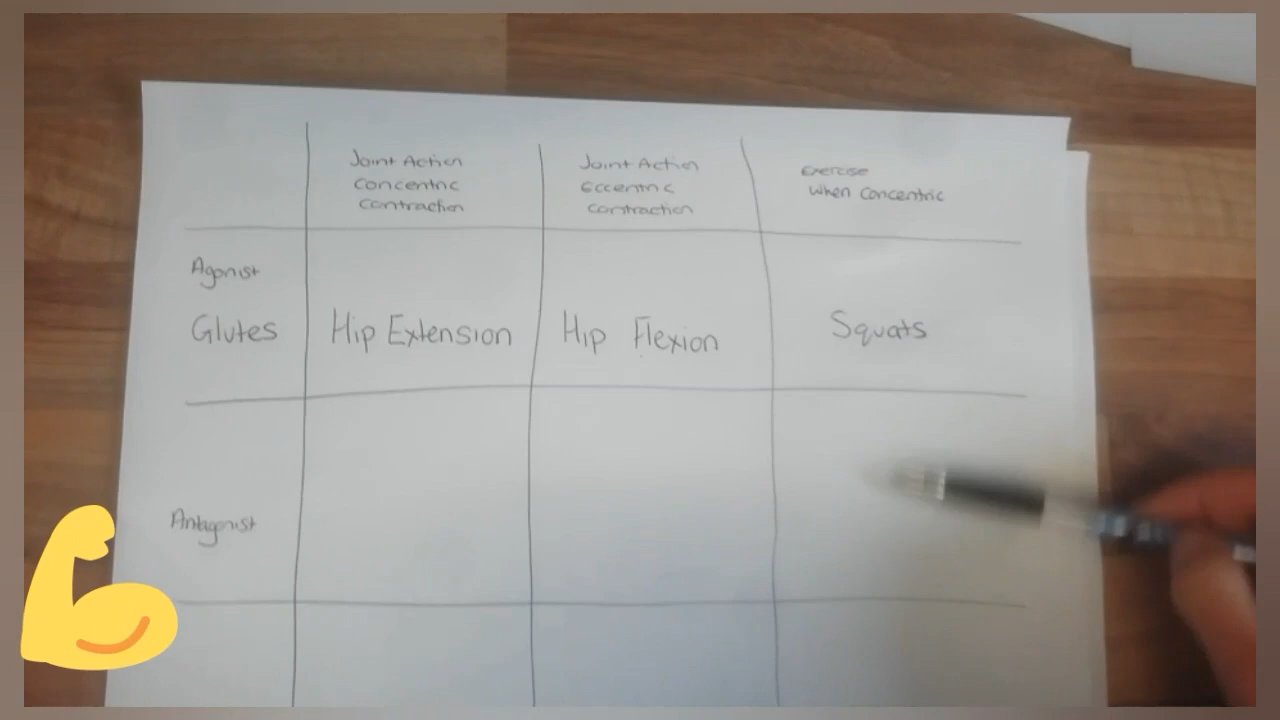 Joint Action
Concentric
Contraction
Joint Action
Eccentric
Contraction
Exercise
When Concentric
Agonist
Glutes
Hip Extension
Hip Flexion
Squats
Antagonist